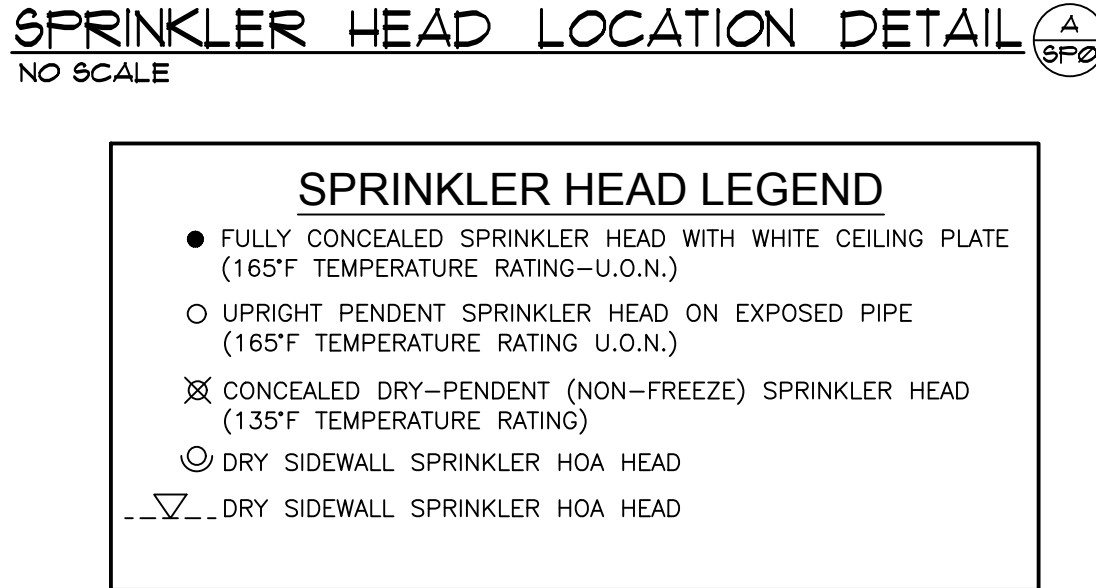 SPRINKLER HEAD LOCATION DETAIL
A
SPØ
NO SCALE
SPRINKLER HEAD LEGEND
FULLY CONCEALED SPRINKLER HEAD WITH WHITE CEILING PLATE
(165°F TEMPERATURE RATING-U.O.N.)
UPRIGHT PENDENT SPRINKLER HEAD ON EXPOSED PIPE
(165°F TEMPERATURE RATING U.O.N.)
CONCEALED DRY-PENDENT (NON-FREEZE) SPRINKLER HEAD
(135°F TEMPERATURE RATING)
DRY SIDEWALL SPRINKLER HOA HEAD
DRY SIDEWALL SPRINKLER HOA HEAD